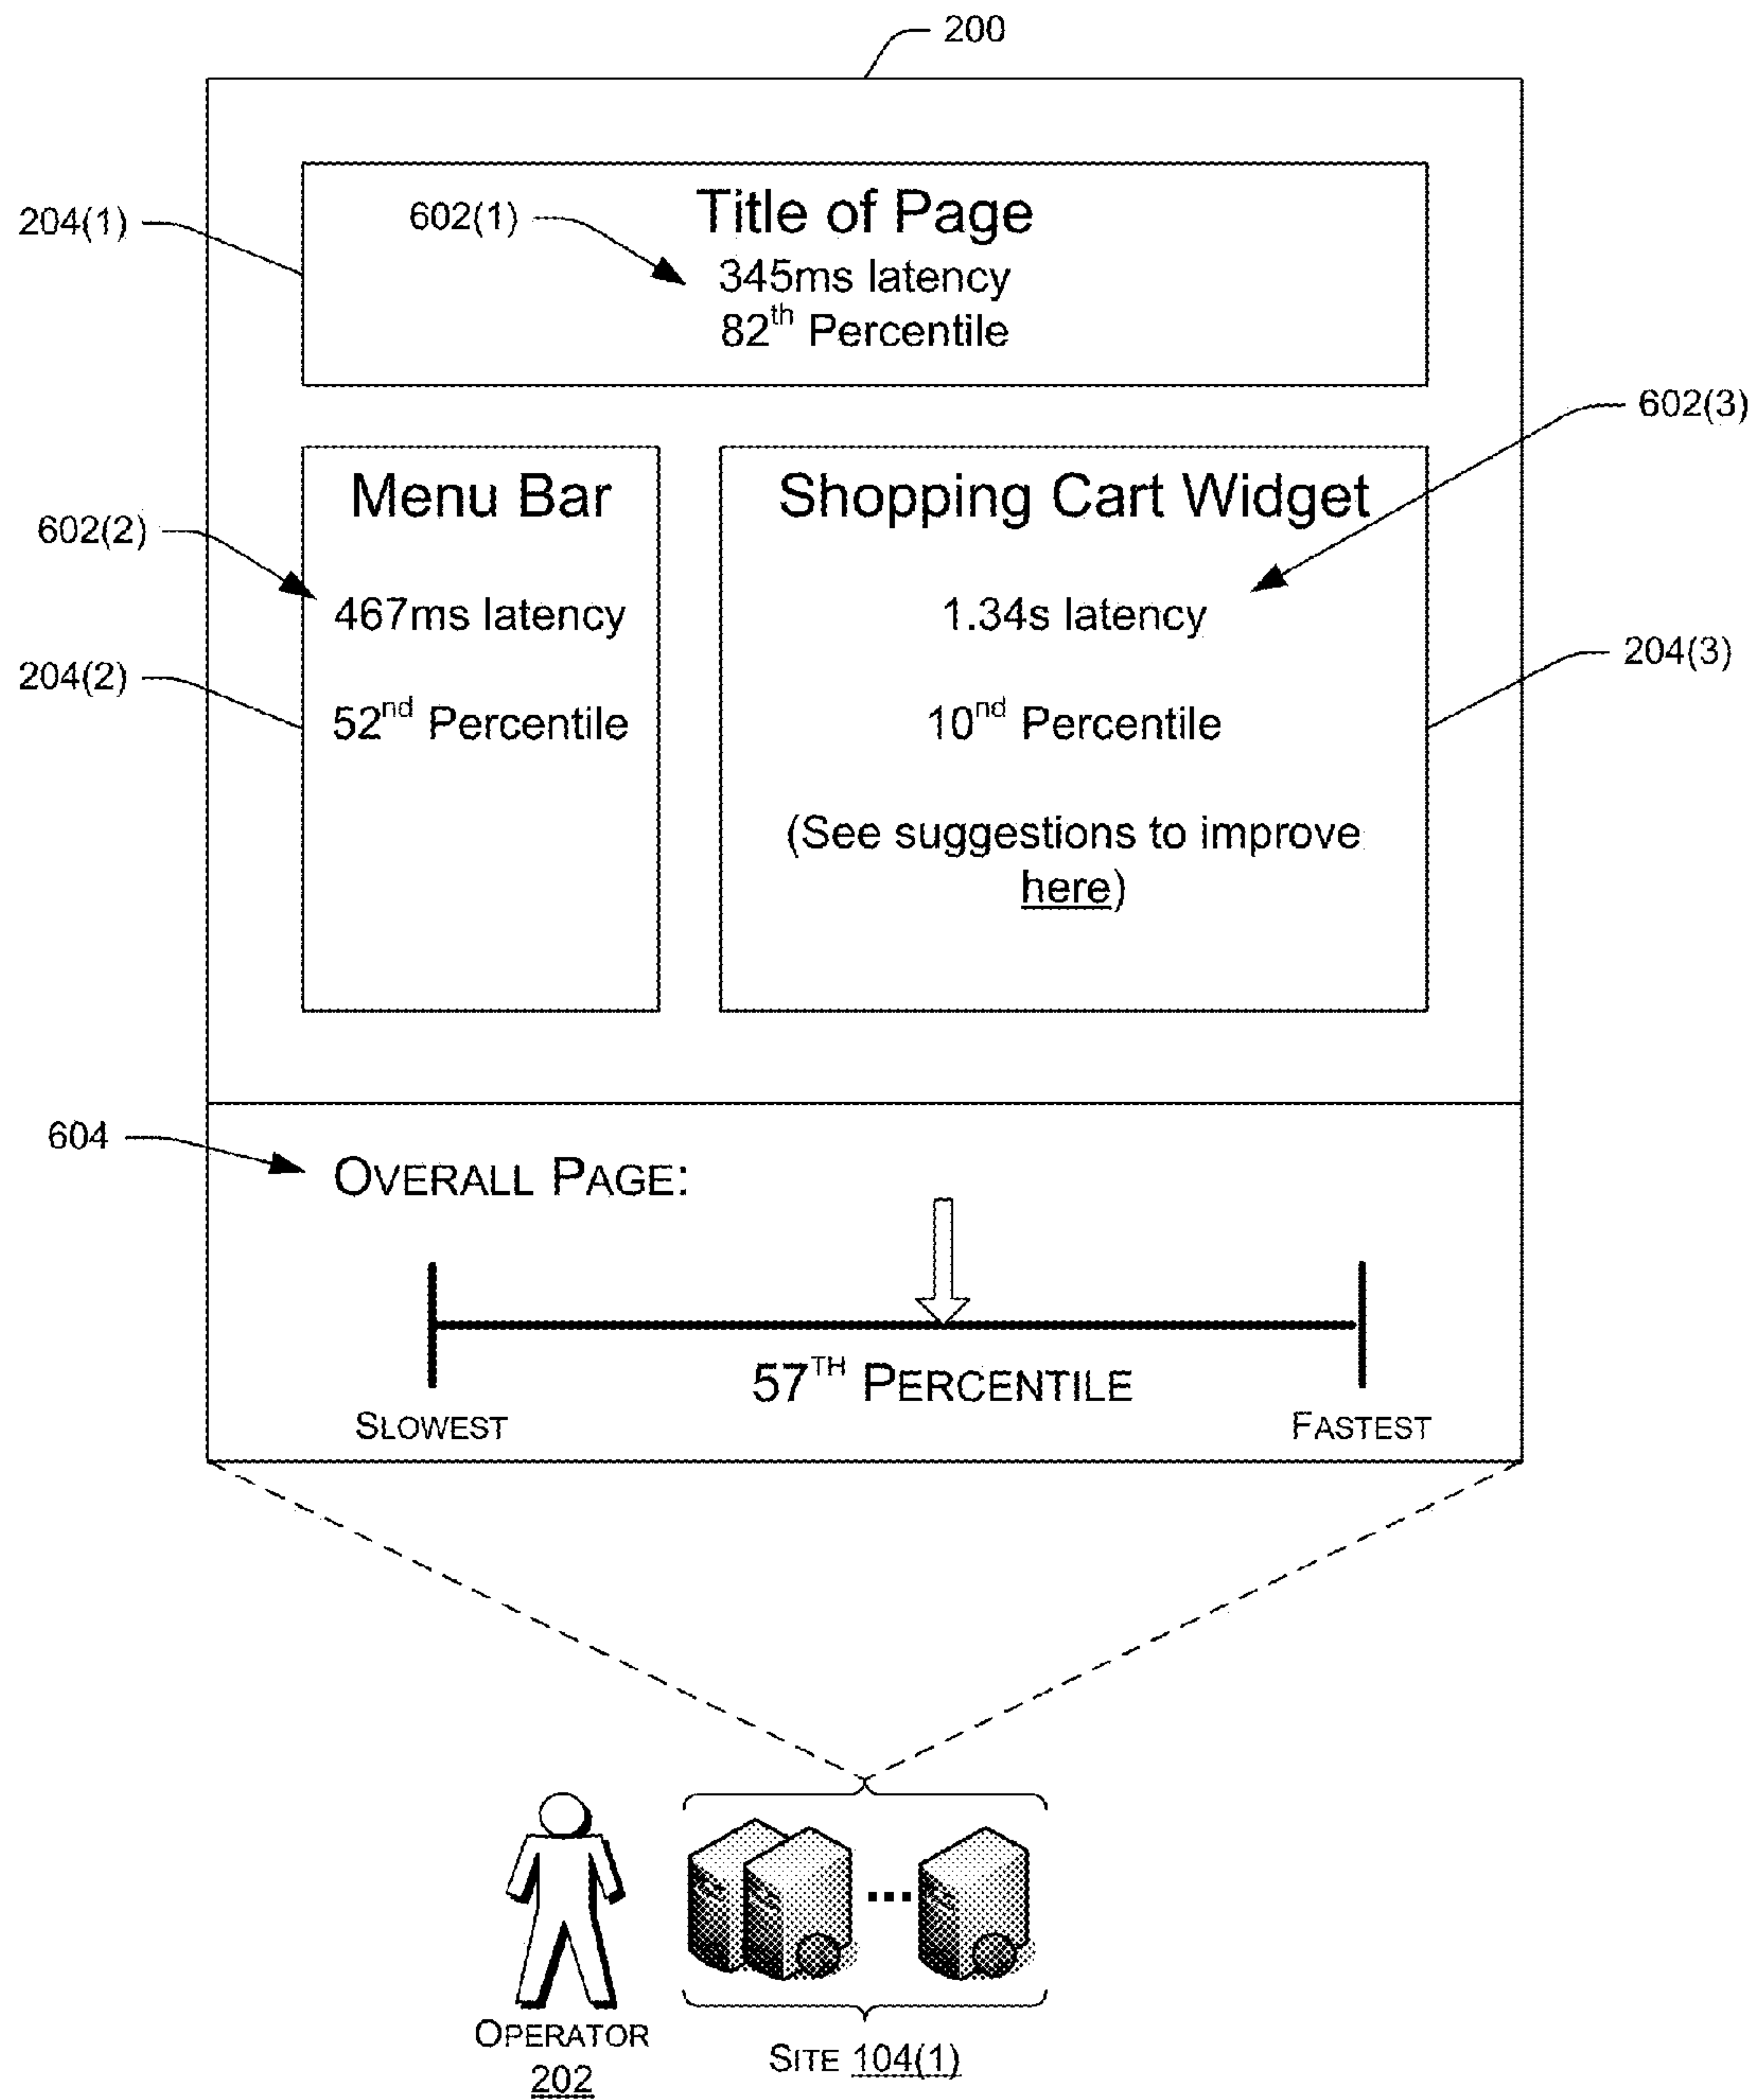 200
204(1)
602(1)
Title of Page
345ms latency
82th Percentile
602(3)
Menu Bar
602(2)
467ms latency
204(2)
52nd Percentile
Shopping Cart Widget
1.34s latency
204(3)
10nd Percentile
(See suggestions to improve
here)
604
OVERALL PAGE:
57TH PERCENTILE
SLOWEST
FASTEST
OPERATOR
202
SITE 104(1)